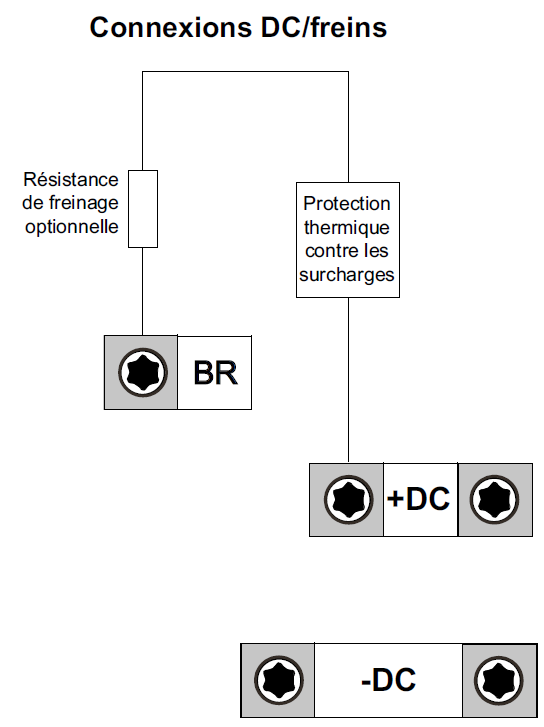 Connexions DC/freins
Résistance
de freinage
optionnelle
Protection
thermique
contre les
surcharges
BR
+DC
-DC